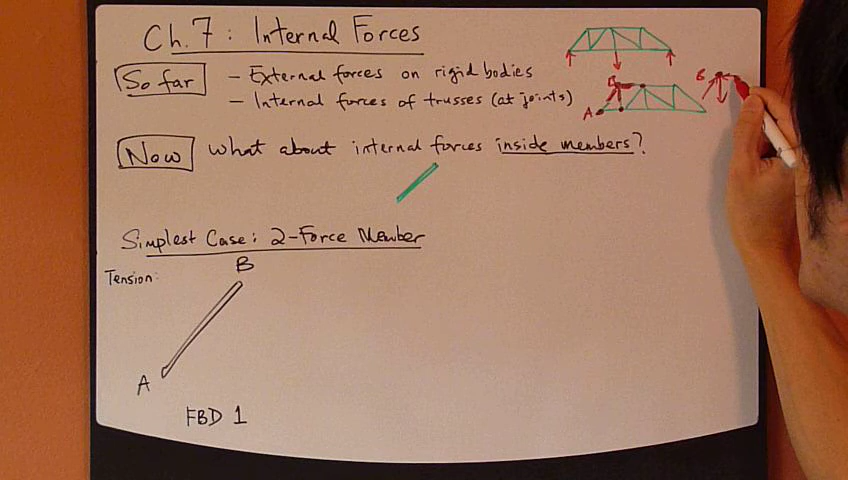 Ch. 7 : Internal Forces
So far
- External forces on rigid bodies
- Internal forces of trusses (at joints)
B
A
B
Now What about internal forces inside members?
Simplest Case: 2-Force Member
Tension:
B
A
FBD 1